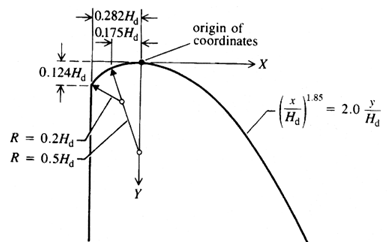 0.282H_d
0.175H_d
origin of
coordinates
X
0.124H_d
(x/H_d)^1.85 = 2.0 y/H_d
R = 0.2H_d
R = 0.5H_d
Y